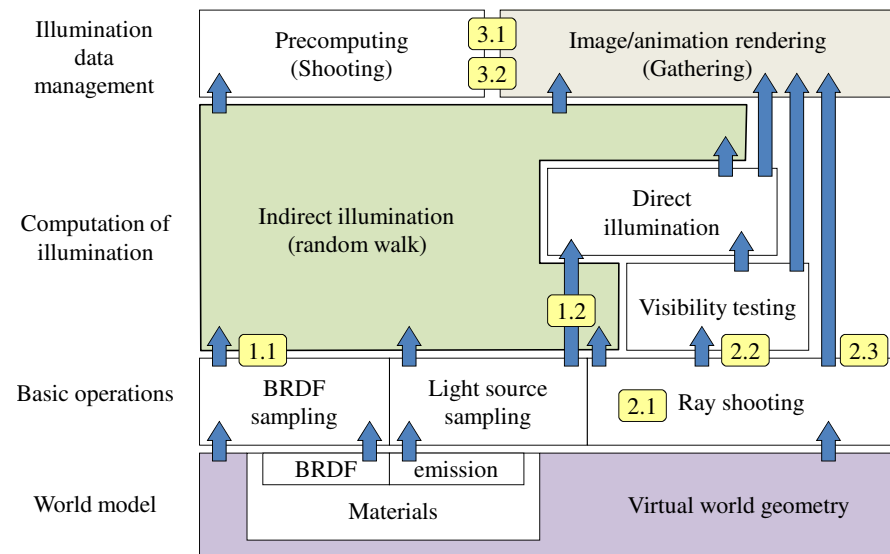 Illumination
data
management
Precomputing
(Shooting)
3.1
3.2
Image/animation rendering
(Gathering)
Computation of
illumination
Indirect illumination
(random walk)
Direct
illumination
1.2
Visibility testing
1.1
2.2
2.3
Basic operations
BRDF
sampling
Light source
sampling
2.1
Ray shooting
World model
BRDF
emission
Materials
Virtual world geometry